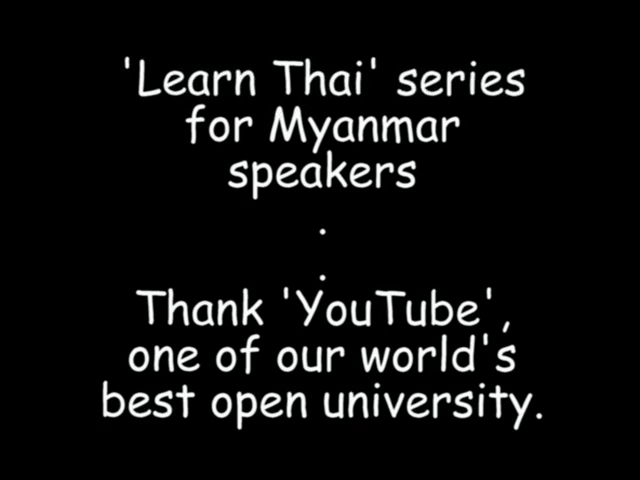 'Learn Thai' series
for Myanmar
speakers
.
.
Thank 'YouTube',
one of our world's
best open university.